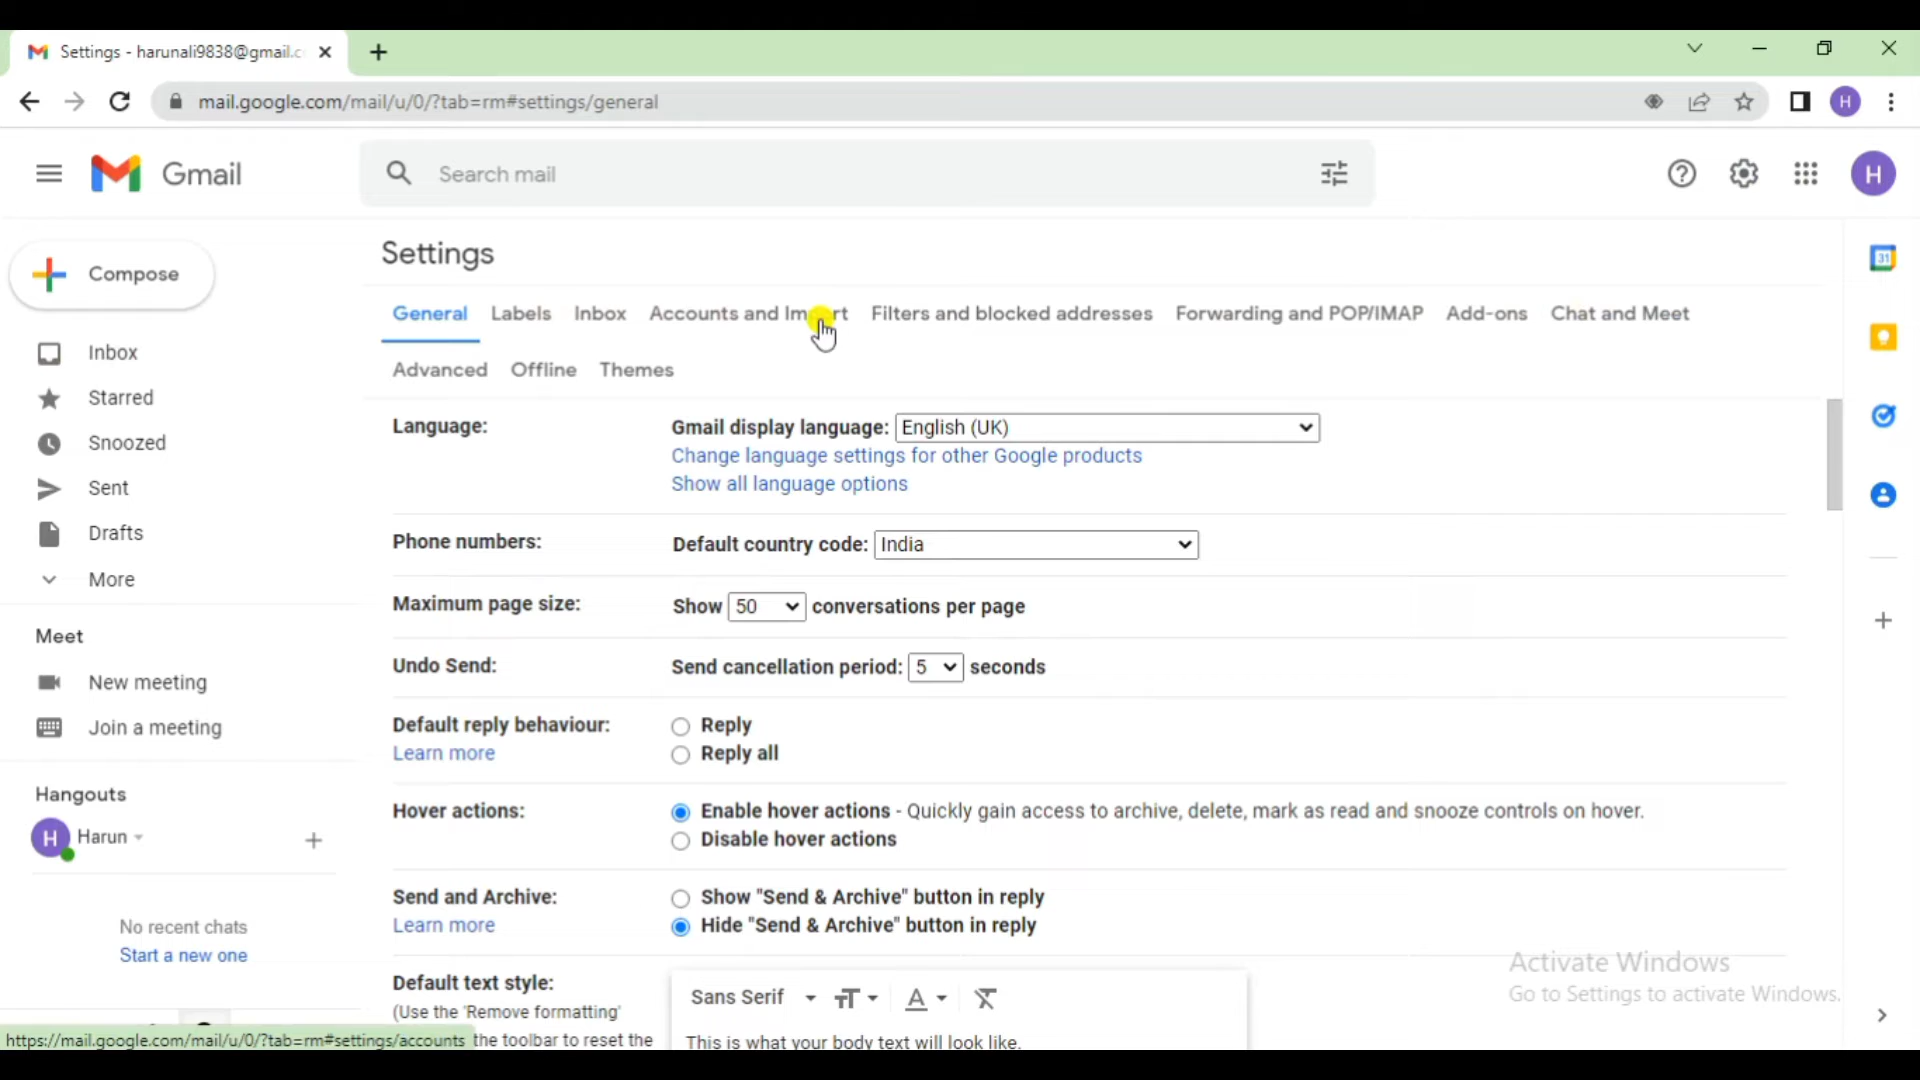 Settings - harunali9838@gmail.c
mail.google.com/mail/u/0/?tab=rm#settings/general
H
Gmail
Search mail
H
Compose
Inbox
Starred
Snoozed
Sent
Drafts
More
Meet
New meeting
Join a meeting
Hangouts
H Harun
No recent chats
Start a new one
https://mail.google.com/mail/u/0/?tab=rm#settings/accounts
Settings
General Labels Inbox Accounts and Import Filters and blocked addresses Forwarding and POP/IMAP Add-ons Chat and Meet
Advanced Offline Themes
Language: Gmail display language: English (UK)
Change language settings for other Google products
Show all language options
Phone numbers: Default country code: India
Maximum page size: Show 50 conversations per page
Undo Send: Send cancellation period: 5 seconds
Default reply behaviour: Reply
Learn more Reply all
Hover actions: Enable hover actions - Quickly gain access to archive, delete, mark as read and snooze controls on hover.
Disable hover actions
Send and Archive: Show "Send & Archive" button in reply
Learn more Hide "Send & Archive" button in reply
Default text style: Sans Serif
(Use the 'Remove formatting'
the toolbar to reset the This is what your body text will look like.
31
Activate Windows
Go to Settings to activate Windows.